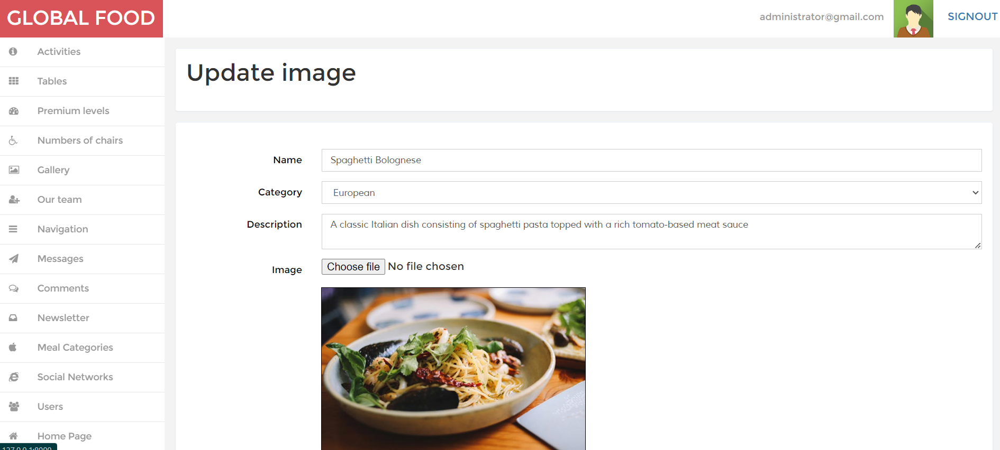 GLOBAL FOOD
administrator@gmail.com
SIGNOUT
Activities
Tables
Premium levels
Numbers of chairs
Gallery
Our team
Navigation
Messages
Comments
Newsletter
Meal Categories
Social Networks
Users
Home Page
127.0.0.1:8000
Update image
Name
Spaghetti Bolognese
Category
European
Description
A classic Italian dish consisting of spaghetti pasta topped with a rich tomato-based meat sauce
Image
Choose file No file chosen